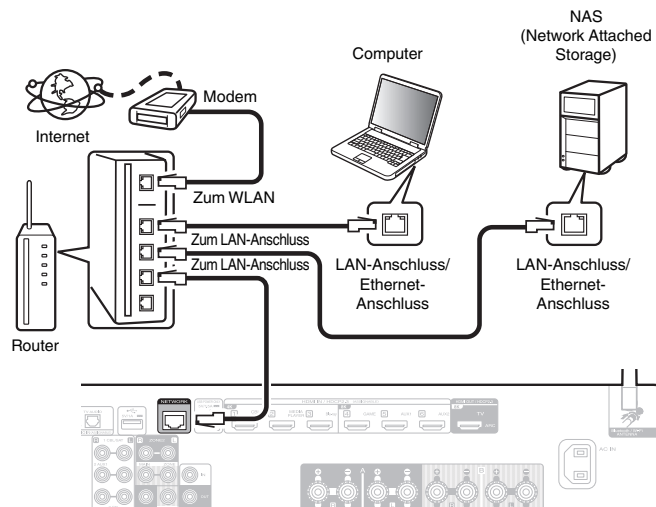 NAS
(Network Attached
Storage)
Computer
Modem
Internet
Zum WLAN
Zum LAN-Anschluss
Zum LAN-Anschluss
LAN-Anschluss/
Ethernet-
Anschluss
LAN-Anschluss/
Ethernet-
Anschluss
Router
NETWORK
AC IN